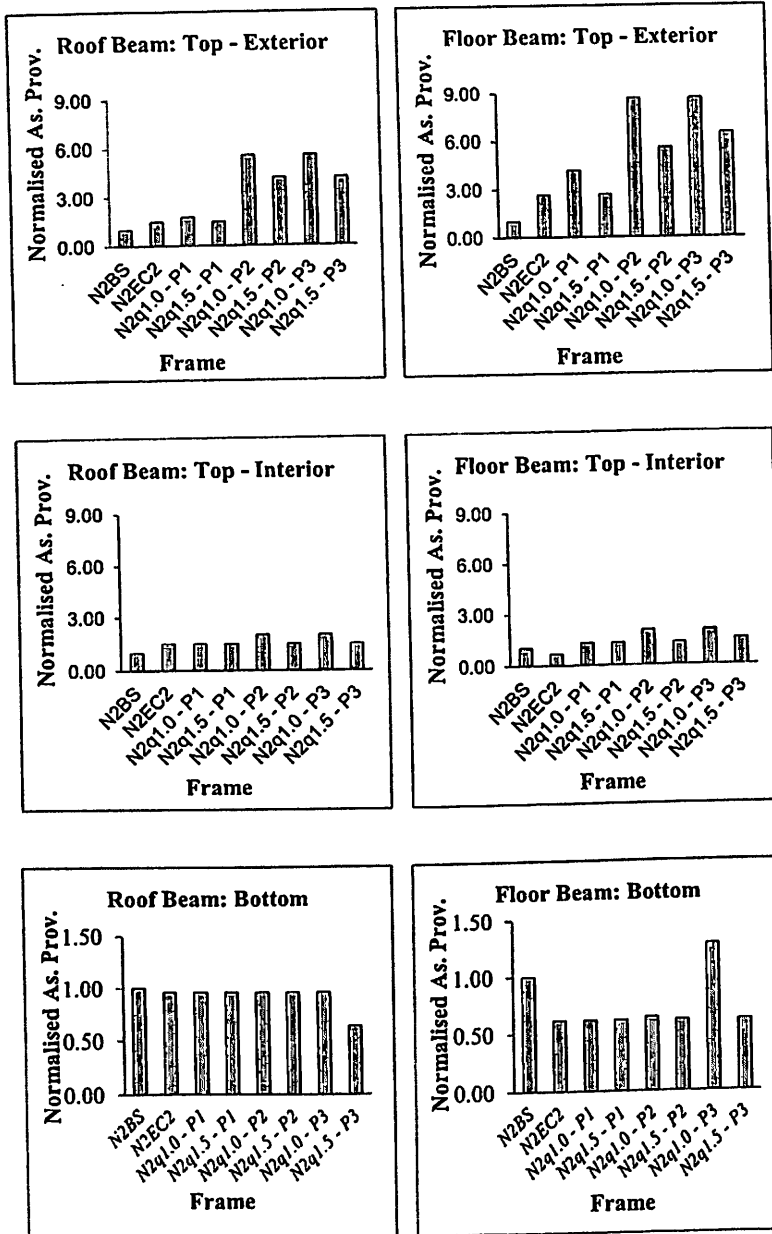 Roof Beam: Top - Exterior
Normalised As. Prov.
9.00
6.00
3.00
0.00
N2BS
N2EC2
N2q1.0 - P1
N2q1.5 - P1
N2q1.0 - P2
N2q1.5 - P2
N2q1.0 - P3
N2q1.5 - P3
Frame
Floor Beam: Top - Exterior
Normalised As. Prov.
9.00
6.00
3.00
0.00
N2BS
N2EC2
N2q1.0 - P1
N2q1.5 - P1
N2q1.0 - P2
N2q1.5 - P2
N2q1.0 - P3
N2q1.5 - P3
Frame
Roof Beam: Top - Interior
Normalised As. Prov.
9.00
6.00
3.00
0.00
N2BS
N2EC2
N2q1.0 - P1
N2q1.5 - P1
N2q1.0 - P2
N2q1.5 - P2
N2q1.0 - P3
N2q1.5 - P3
Frame
Floor Beam: Top - Interior
Normalised As. Prov.
9.00
6.00
3.00
0.00
N2BS
N2EC2
N2q1.0 - P1
N2q1.5 - P1
N2q1.0 - P2
N2q1.5 - P2
N2q1.0 - P3
N2q1.5 - P3
Frame
Roof Beam: Bottom
Normalised As. Prov.
1.50
1.00
0.50
0.00
N2BS
N2EC2
N2q1.0 - P1
N2q1.5 - P1
N2q1.0 - P2
N2q1.5 - P2
N2q1.0 - P3
N2q1.5 - P3
Frame
Floor Beam: Bottom
Normalised As. Prov.
1.50
1.00
0.50
0.00
N2BS
N2EC2
N2q1.0 - P1
N2q1.5 - P1
N2q1.0 - P2
N2q1.5 - P2
N2q1.0 - P3
N2q1.5 - P3
Frame